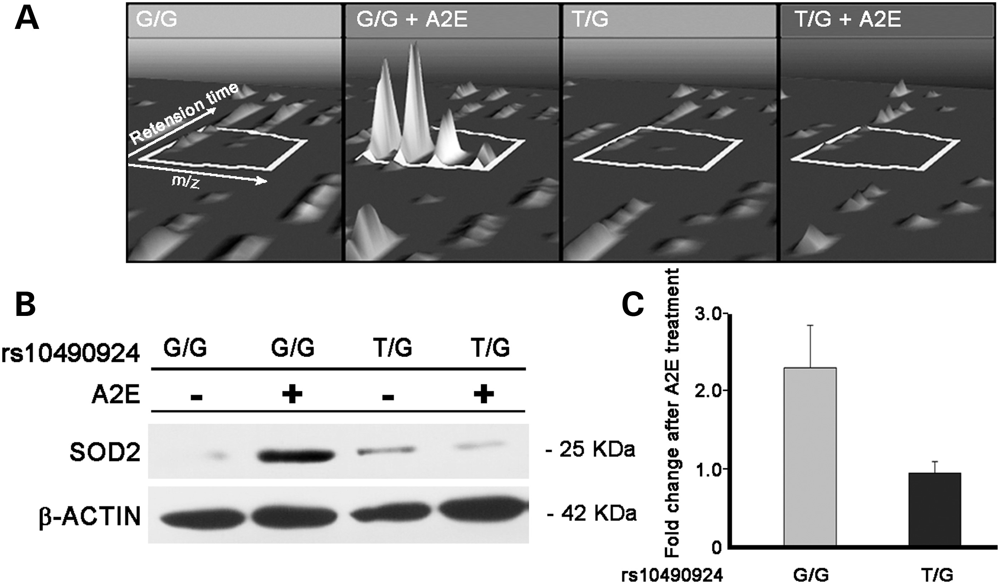 A
G/G
G/G + A2E
T/G
T/G + A2E
Retension time
m/z
B
rs10490924 G/G G/G T/G T/G
A2E - + - +
SOD2 - 25 KDa
β-ACTIN - 42 KDa
C
Fold change after A2E treatment
3.0
2.0
1.0
0
rs10490924 G/G T/G